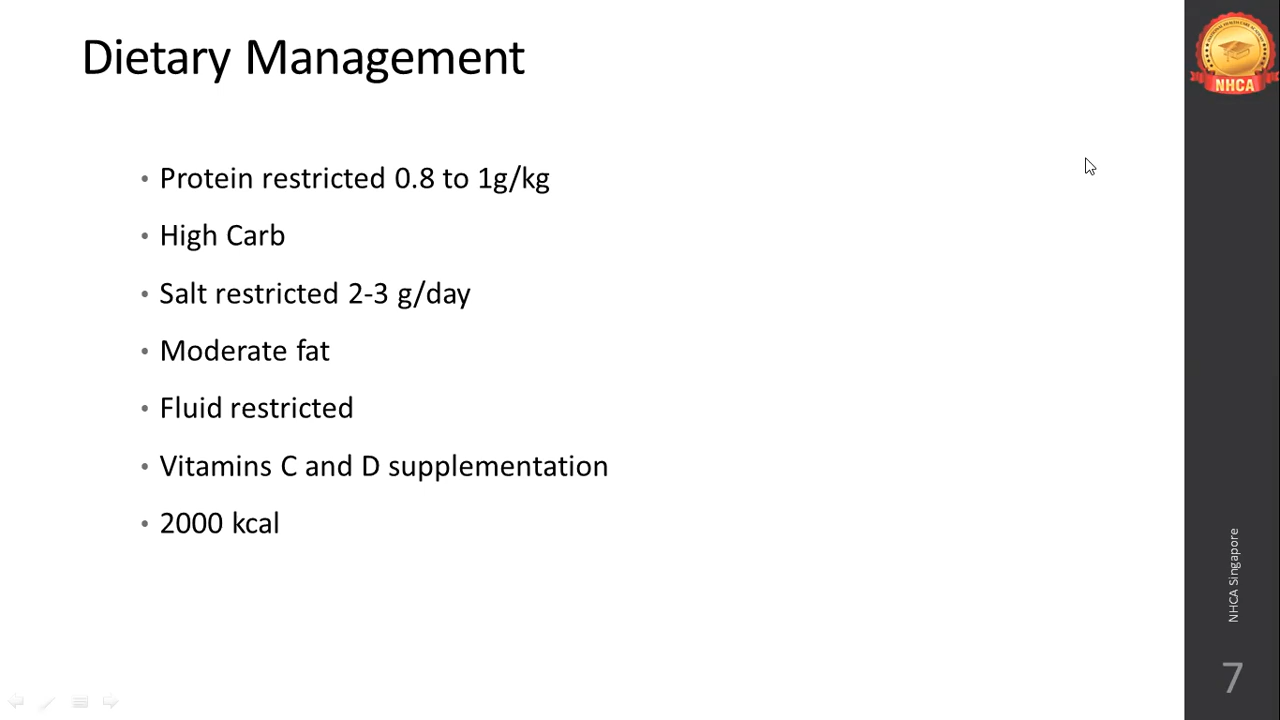 Dietary Management
• Protein restricted 0.8 to 1g/kg
• High Carb
• Salt restricted 2-3 g/day
• Moderate fat
• Fluid restricted
• Vitamins C and D supplementation
• 2000 kcal
NHCA
NHCA Singapore
7